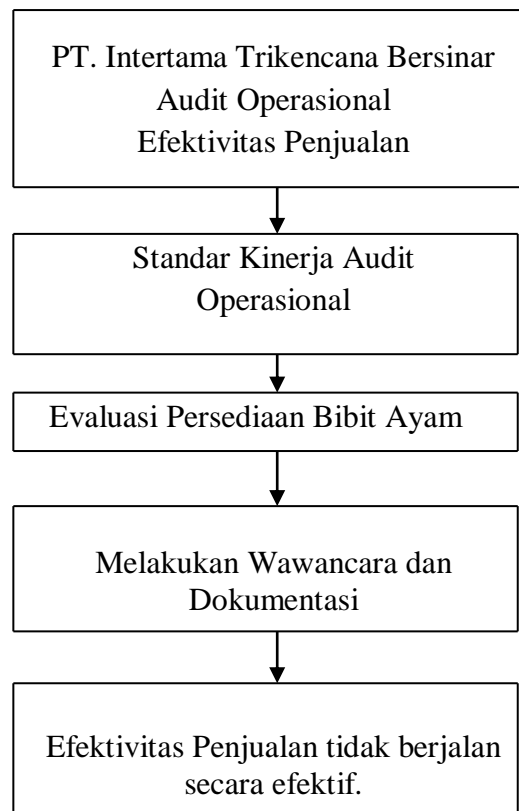 PT. Intertama Trikencana Bersinar
Audit Operasional
Efektivitas Penjualan
Standar Kinerja Audit
Operasional
Evaluasi Persediaan Bibit Ayam
Melakukan Wawancara dan
Dokumentasi
Efektivitas Penjualan tidak berjalan
secara efektif.